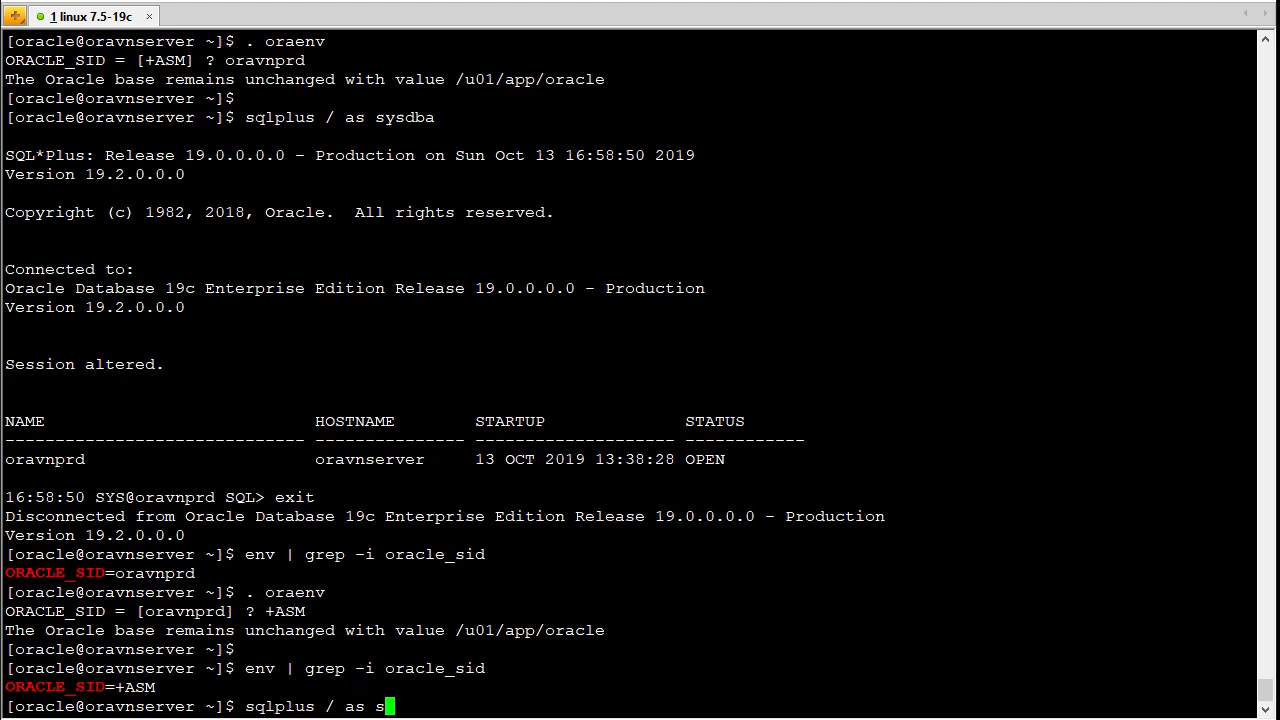 1 linux 7.5-19c
[oracle@oravnserver ~]$ . oraenv
ORACLE_SID = [+ASM] ? oravnprd
The Oracle base remains unchanged with value /u01/app/oracle
[oracle@oravnserver ~]$
[oracle@oravnserver ~]$ sqlplus / as sysdba
SQL*Plus: Release 19.0.0.0.0 - Production on Sun Oct 13 16:58:50 2019
Version 19.2.0.0.0
Copyright (c) 1982, 2018, Oracle.  All rights reserved.
Connected to:
Oracle Database 19c Enterprise Edition Release 19.0.0.0.0 - Production
Version 19.2.0.0.0
Session altered.
NAME                           HOSTNAME        STARTUP              STATUS
------------------------------ --------------- -------------------- ------------
oravnprd                       oravnserver     13 OCT 2019 13:38:28 OPEN
16:58:50 SYS@oravnprd SQL> exit
Disconnected from Oracle Database 19c Enterprise Edition Release 19.0.0.0.0 - Production
Version 19.2.0.0.0
[oracle@oravnserver ~]$ env | grep -i oracle_sid
ORACLE_SID=oravnprd
[oracle@oravnserver ~]$ . oraenv
ORACLE_SID = [oravnprd] ? +ASM
The Oracle base remains unchanged with value /u01/app/oracle
[oracle@oravnserver ~]$
[oracle@oravnserver ~]$ env | grep -i oracle_sid
ORACLE_SID=+ASM
[oracle@oravnserver ~]$ sqlplus / as s